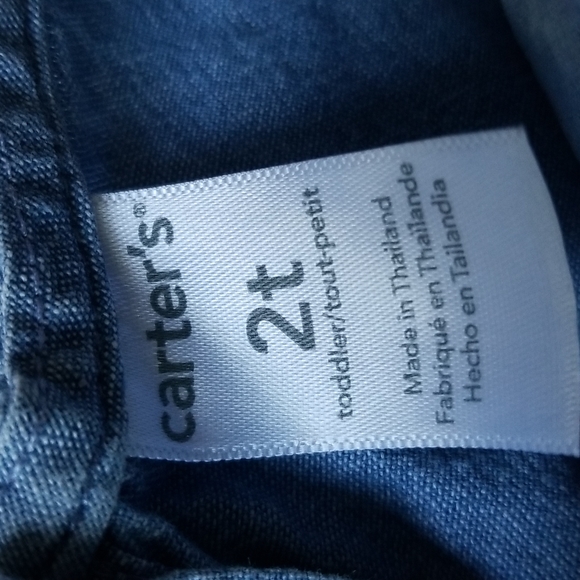 carter's®
2t
toddler/tout-petit
Made in Thailand
Fabriqué en Thaïlande
Hecho en Tailandia